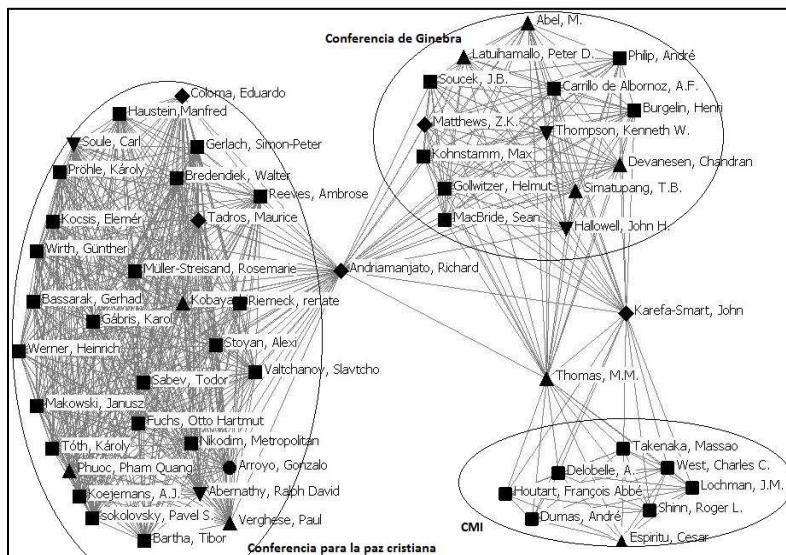 Abel, M.
Conferencia de Ginebra
Latuihamallo, Peter D.
Philip, André
Soucek, J.B.
Carrillo de Albornoz, A.F.
Coloma, Eduardo
Haustein,Manfred
Burgelin, Henri
Matthews, Z.K.
Thompson, Kenneth W.
Soule, Carl
Gerlach, Simon-Peter
Kohnstamm, Max
Devanesen, Chandran
Pröhle, Károly
Bredendiek, Walter
Gollwitzer, Helmut
Simatupang, T.B.
Reeves, Ambrose
Kocsis, Elemér
Tadros, Maurice
MacBride, Sean
Hallowell, John H.
Wirth, Günther
Müller-Streisand, Rosemarie
Andriamanjato, Richard
Bassarak, Gerhad
Riemeck, renate
Gábris, Karol
Karefa-Smart, John
Werner, Heinrich
Stoyan, Alexi
Sabev, Todor
Valtchanov, Slavtcho
Thomas, M.M.
Makowski, Janusz
Fuchs, Otto Hartmut
Tóth, Károly
Nikodim, Metropolitan
Takenaka, Massao
Phuoc, Pham Quang
Arroyo, Gonzalo
Delobelle, A.
West, Charles C.
Koejemans, A.J.
Abernathy, Ralph David
Houtart, François Abbé
Lochman, J.M.
sokolovsky, Pavel S
Verghese, Paul
Dumas, André
Shinn, Roger L.
Bartha, Tibor
CMI
Espiritu, Cesar
Conferencia para la paz cristiana